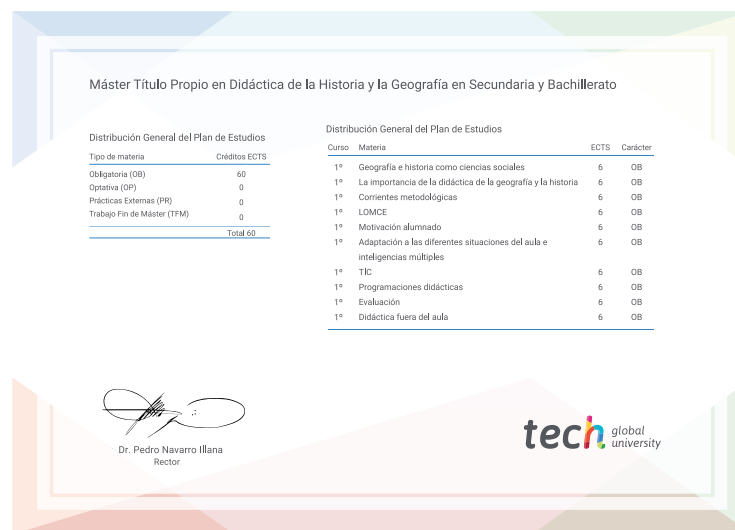 Máster Título Propio en Didáctica de la Historia y la Geografía en Secundaria y Bachillerato
Distribución General del Plan de Estudios
Tipo de materia Créditos ECTS
Obligatoria (OB) 60
Optativa (OP) 0
Prácticas Externas (PR) 0
Trabajo Fin de Máster (TFM) 0
Total 60
Distribución General del Plan de Estudios
Curso Materia ECTS Carácter
1º Geografía e historia como ciencias sociales 6 OB
1º La importancia de la didáctica de la geografía y la historia 6 OB
1º Corrientes metodológicas 6 OB
1º LOMCE 6 OB
1º Motivación alumnado 6 OB
1º Adaptación a las diferentes situaciones del aula e 6 OB
inteligencias múltiples
1º TIC 6 OB
1º Programaciones didácticas 6 OB
1º Evaluación 6 OB
1º Didáctica fuera del aula 6 OB
Dr. Pedro Navarro Illana
Rector
tech global
university